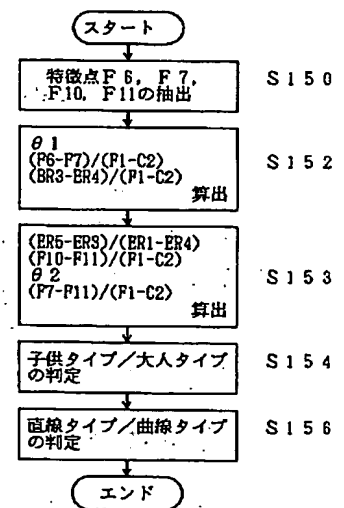 スタート
特徴点F6, F7,
F10, F11の抽出
S150
θ1
(F6-F7)/(F1-C2)
(BR3-ER4)/(F1-C2)
算出
S152
(ER5-ER3)/(ER1-ER4)
(F10-F11)/(F1-C2)
θ2
(F7-F11)/(F1-C2)
算出
S153
子供タイプ/大人タイプ
の判定
S154
直線タイプ/曲線タイプ
の判定
S156
エンド